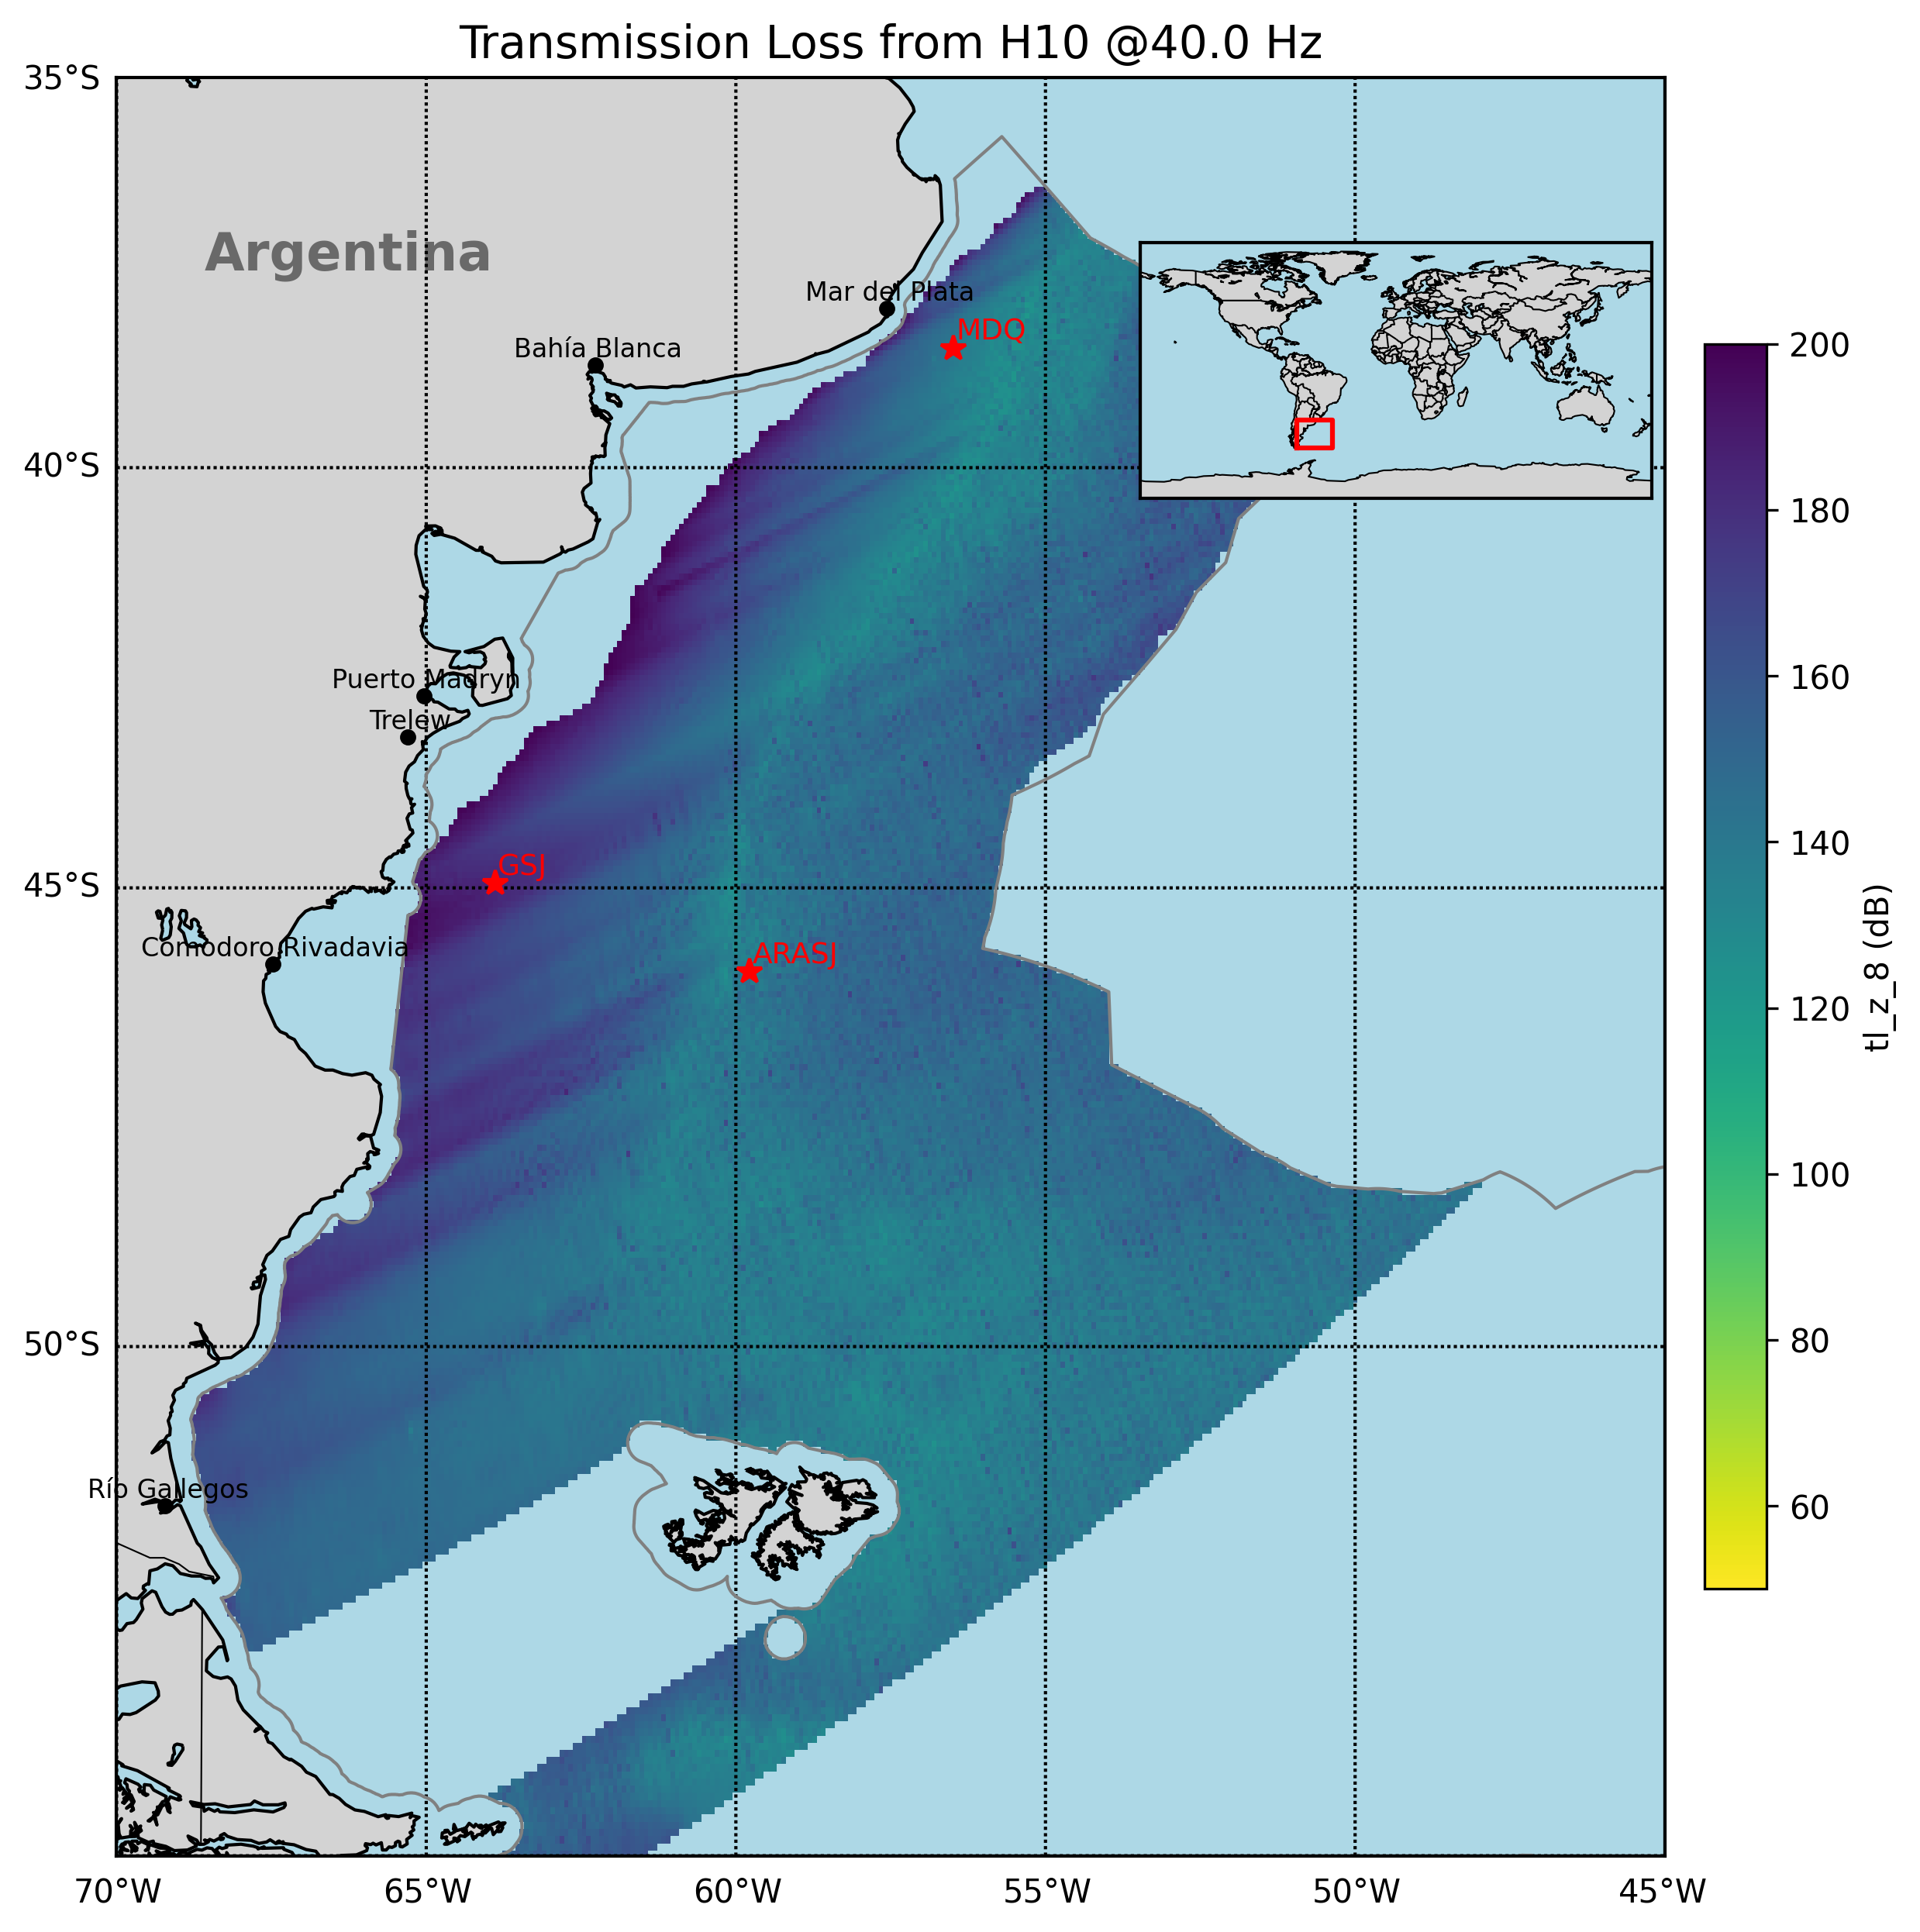 Transmission Loss from H10 @40.0 Hz
35°S
Argentina
Mar del Plata
MDQ
Bahía Blanca
200
40°S
180
Puerto Madryn
160
Trelew
140
GSJ
45°S
Comodoro Rivadavia
ARASJ
tl_z_8 (dB)
120
100
50°S
80
Río Gallegos
60
70°W
65°W
60°W
55°W
50°W
45°W